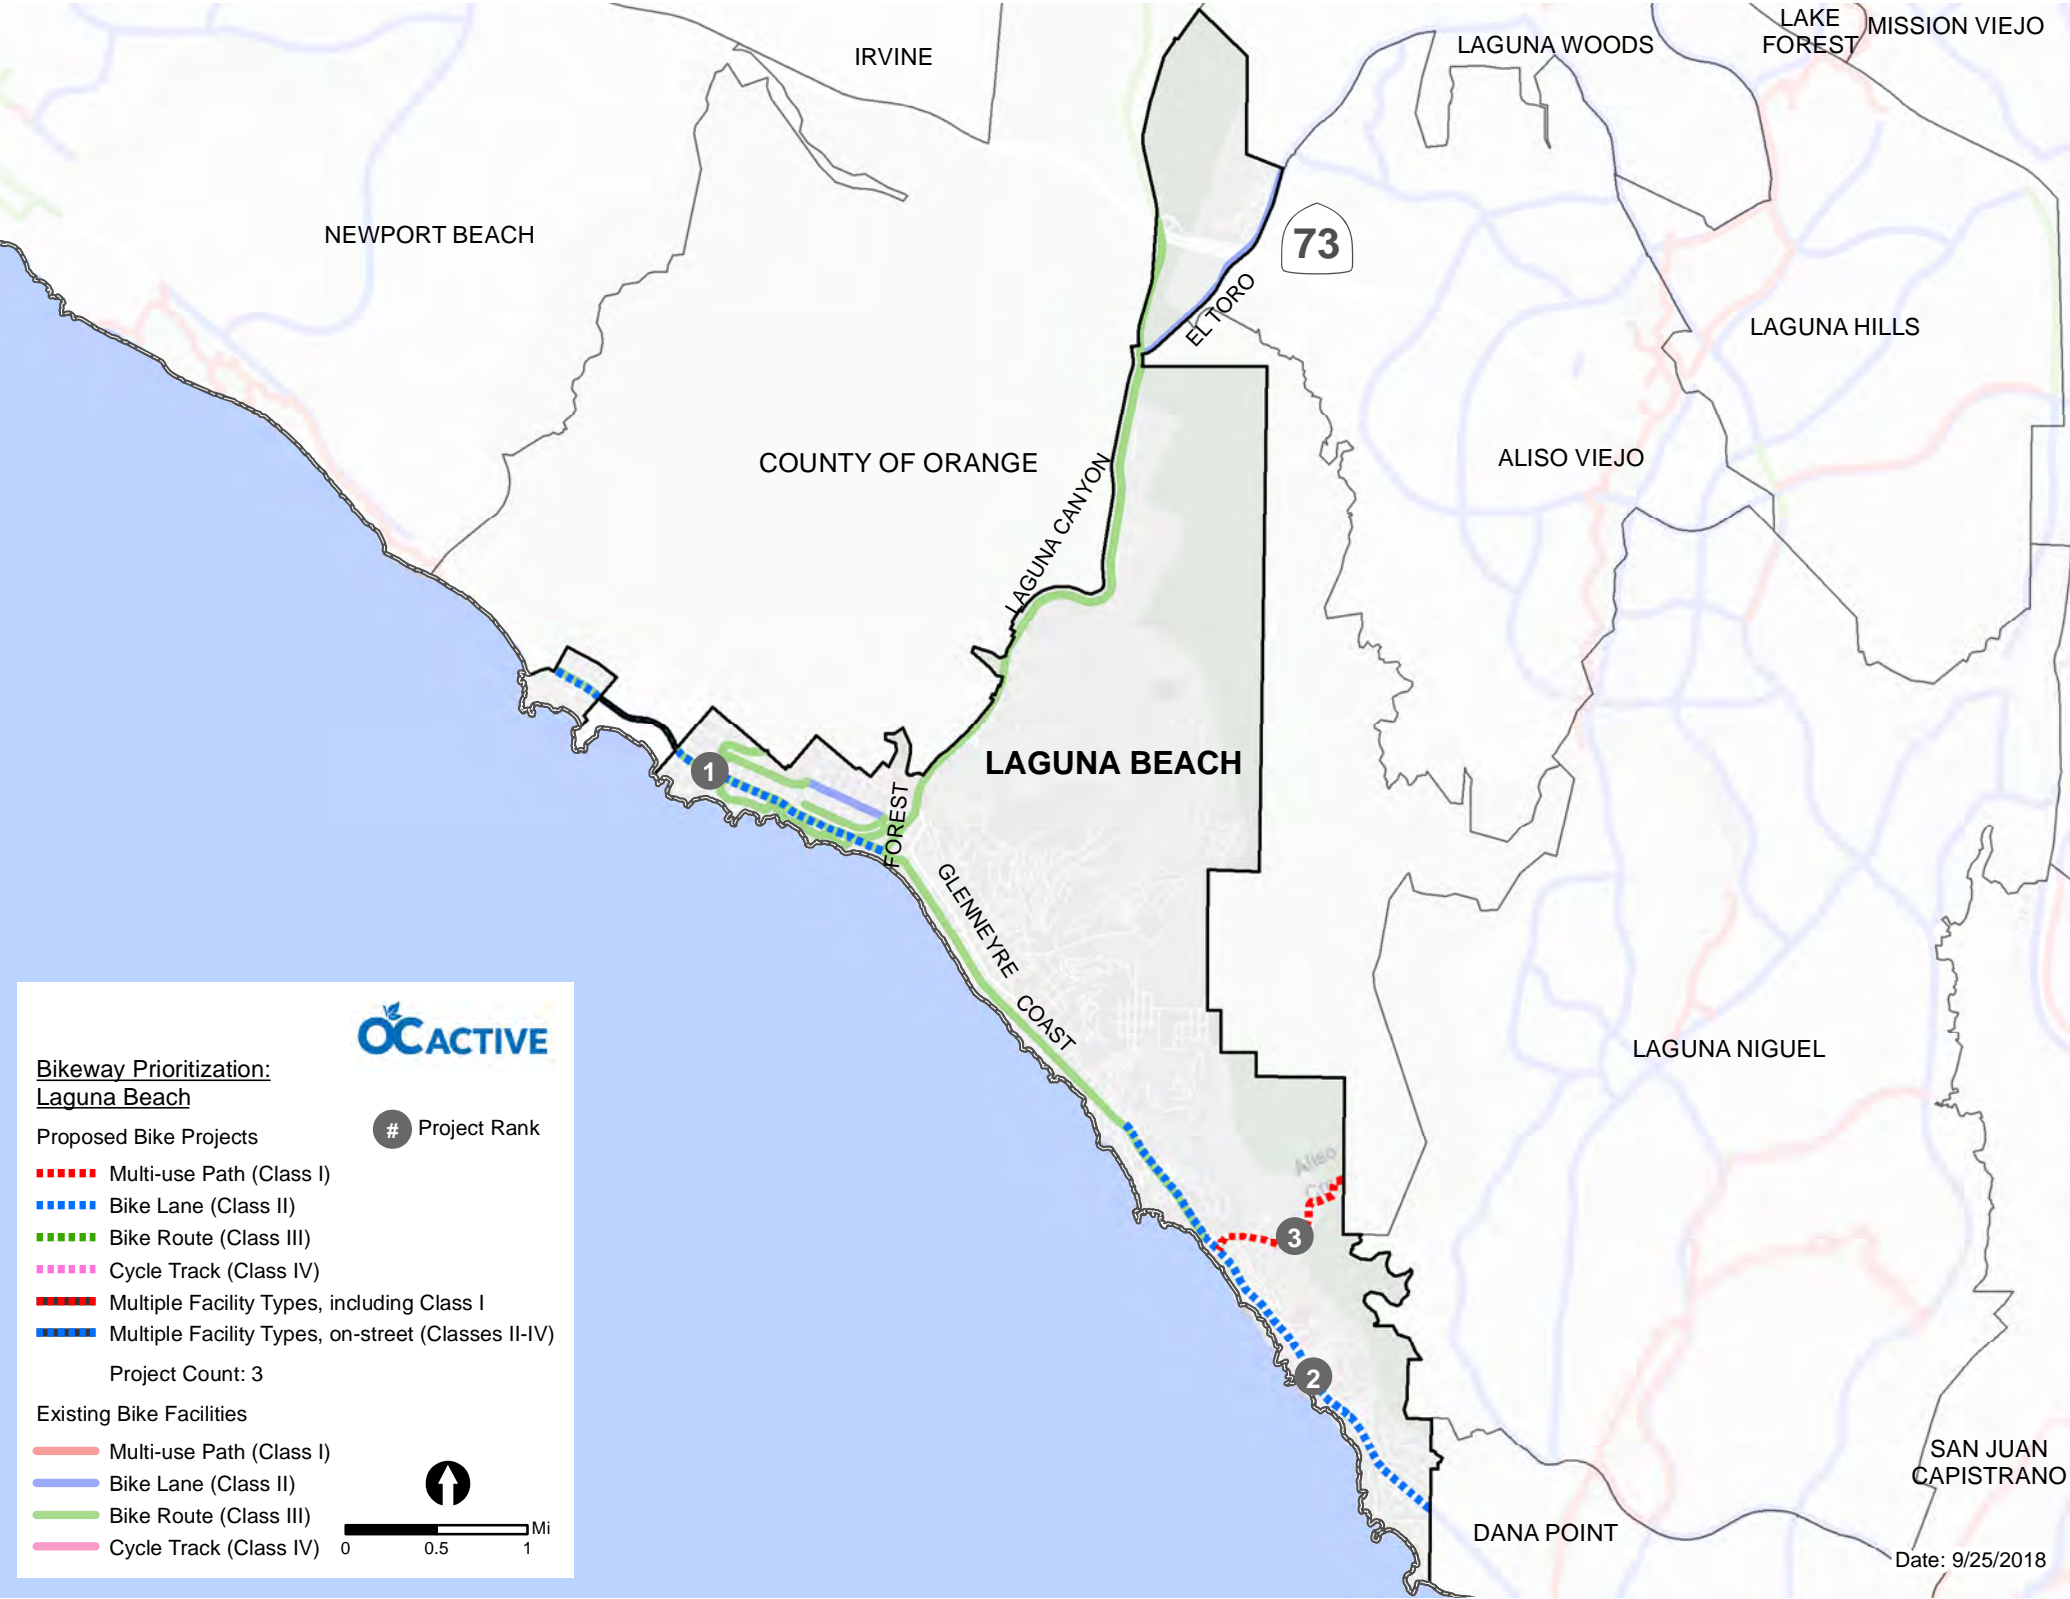 IRVINE
LAGUNA WOODS
LAKE
FOREST
MISSION VIEJO
NEWPORT BEACH
73
EL TORO
LAGUNA HILLS
COUNTY OF ORANGE
LAGUNA CANYON
ALISO VIEJO
LAGUNA BEACH
1
FOREST
GLENNEYRE
COAST
LAGUNA NIGUEL
Aliso
3
2
SAN JUAN
CAPISTRANO
DANA POINT
Date: 9/25/2018
OC ACTIVE
Bikeway Prioritization:
Laguna Beach
# Project Rank
Proposed Bike Projects
Multi-use Path (Class I)
Bike Lane (Class II)
Bike Route (Class III)
Cycle Track (Class IV)
Multiple Facility Types, including Class I
Multiple Facility Types, on-street (Classes II-IV)
Project Count: 3
Existing Bike Facilities
Multi-use Path (Class I)
Bike Lane (Class II)
Bike Route (Class III)
Cycle Track (Class IV)
Mi
0 0.5 1